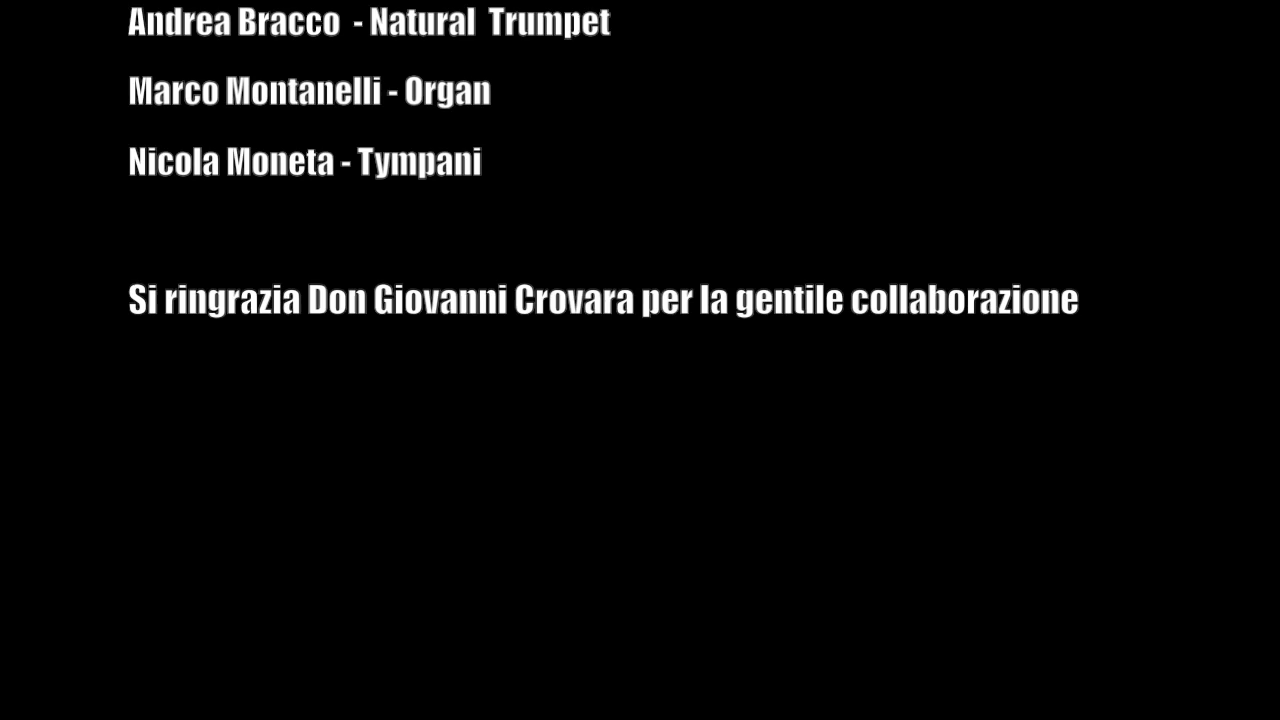 Andrea Bracco  - Natural  Trumpet
Marco Montanelli - Organ
Nicola Moneta - Tympani
Si ringrazia Don Giovanni Crovara per la gentile collaborazione